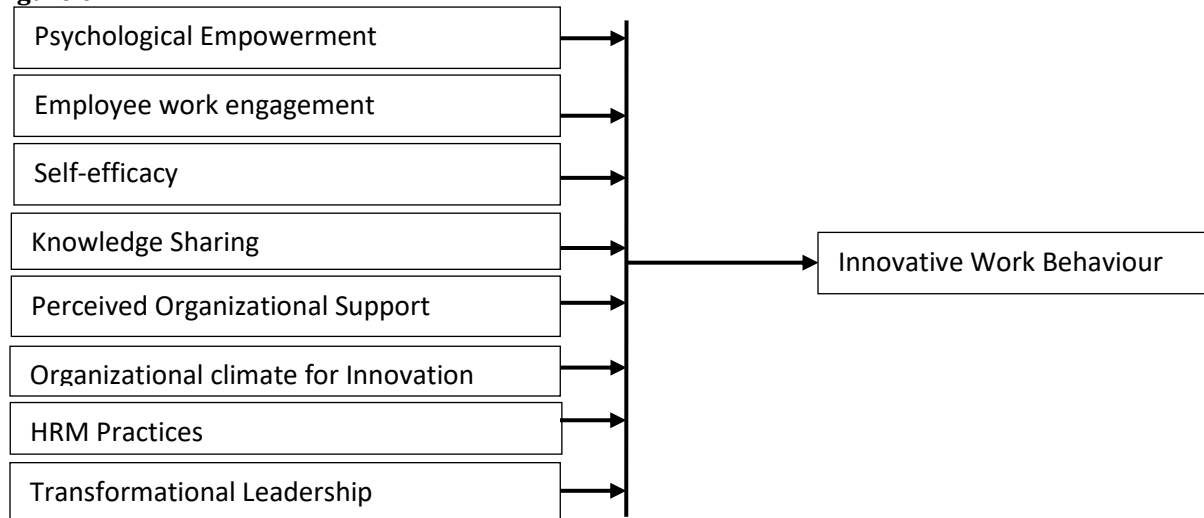 Psychological Empowerment
Employee work engagement
Self-efficacy
Knowledge Sharing
Innovative Work Behaviour
Perceived Organizational Support
Organizational climate for Innovation
HRM Practices
Transformational Leadership